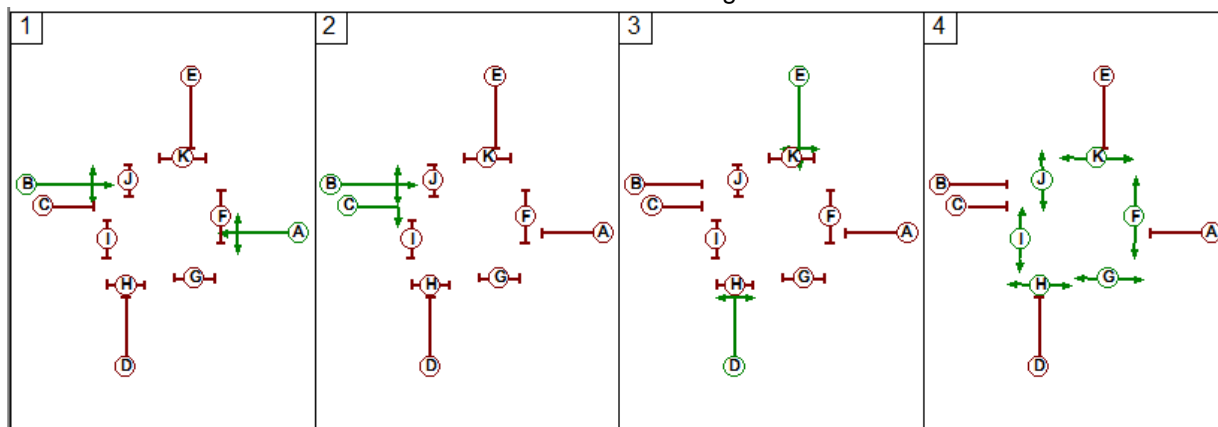 1 2 3 4
E E E E
K K K K
J J J J
B B B
C C C B
C
F F F F
A A A A
I I I I
G G G G
H H H H
D D D D